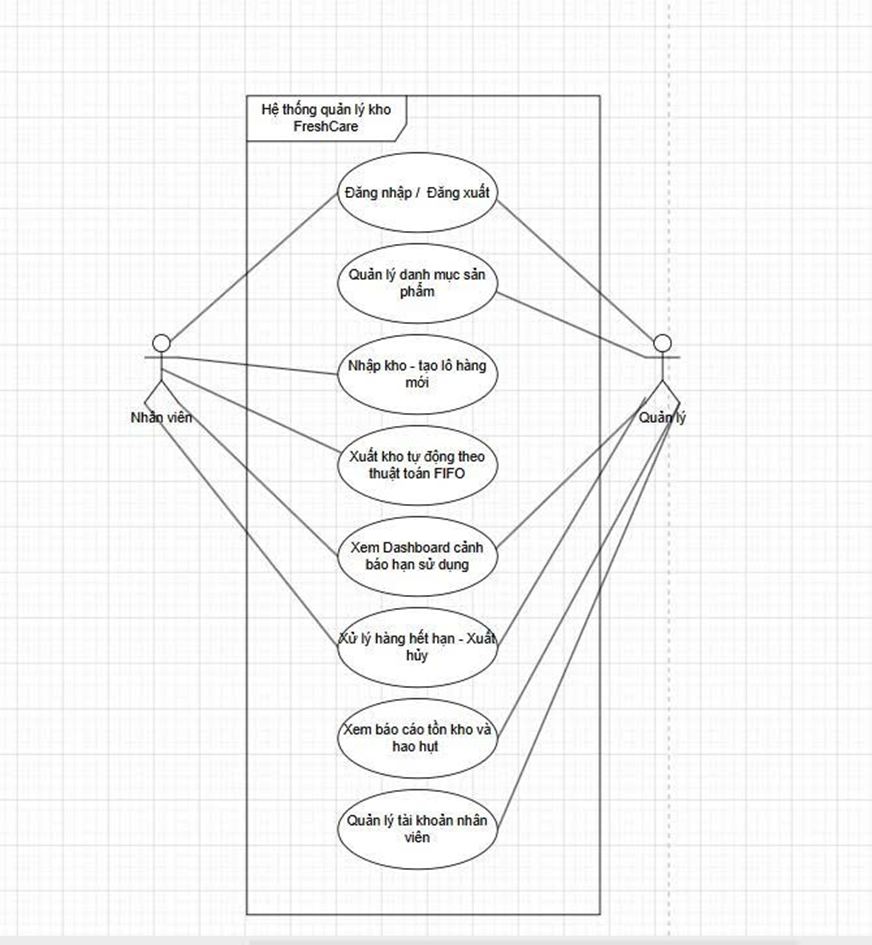 Hệ thống quản lý kho
FreshCare
Đăng nhập / Đăng xuất
Quản lý danh mục sản
phẩm
Nhập kho - tạo lô hàng
mới
Nhân viên
Quản lý
Xuất kho tự động theo
thuật toán FIFO
Xem Dashboard cảnh
báo hạn sử dụng
Xử lý hàng hết hạn - Xuất
hủy
Xem báo cáo tồn kho và
hao hụt
Quản lý tài khoản nhân
viên